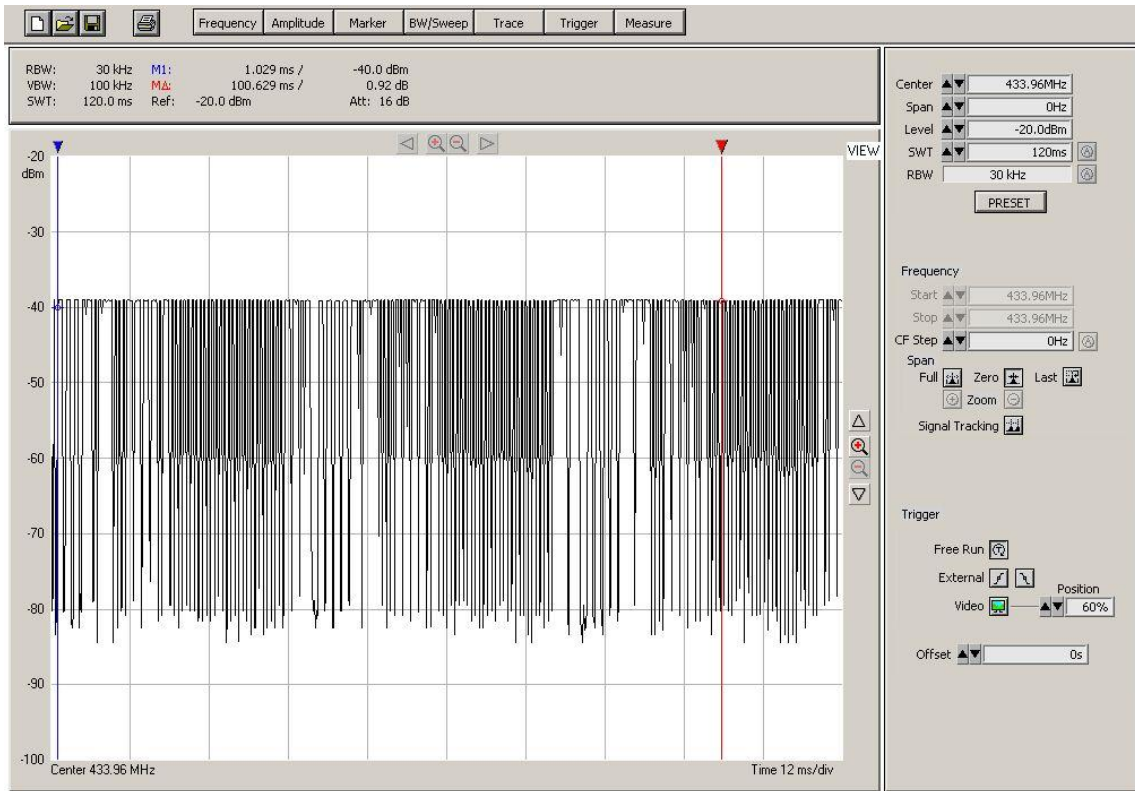 Frequency Amplitude Marker BW/Sweep Trace Trigger Measure
RBW: 30 kHz M1: 1.029 ms / -40.0 dBm
VBW: 100 kHz MΔ: 100.629 ms / 0.92 dB
SWT: 120.0 ms Ref: -20.0 dBm Att: 16 dB
VIEW
-20
dBm
-30
-40
-50
-60
-70
-80
-90
-100
Center 433.96 MHz Time 12 ms/div
Center 433.96MHz
Span 0Hz
Level -20.0dBm
SWT 120ms
RBW 30 kHz
PRESET
Frequency
Start 433.96MHz
Stop 433.96MHz
CF Step 0Hz
Span
Full Zero Last
Zoom
Signal Tracking
Trigger
Free Run
External
Position
Video 60%
Offset 0s